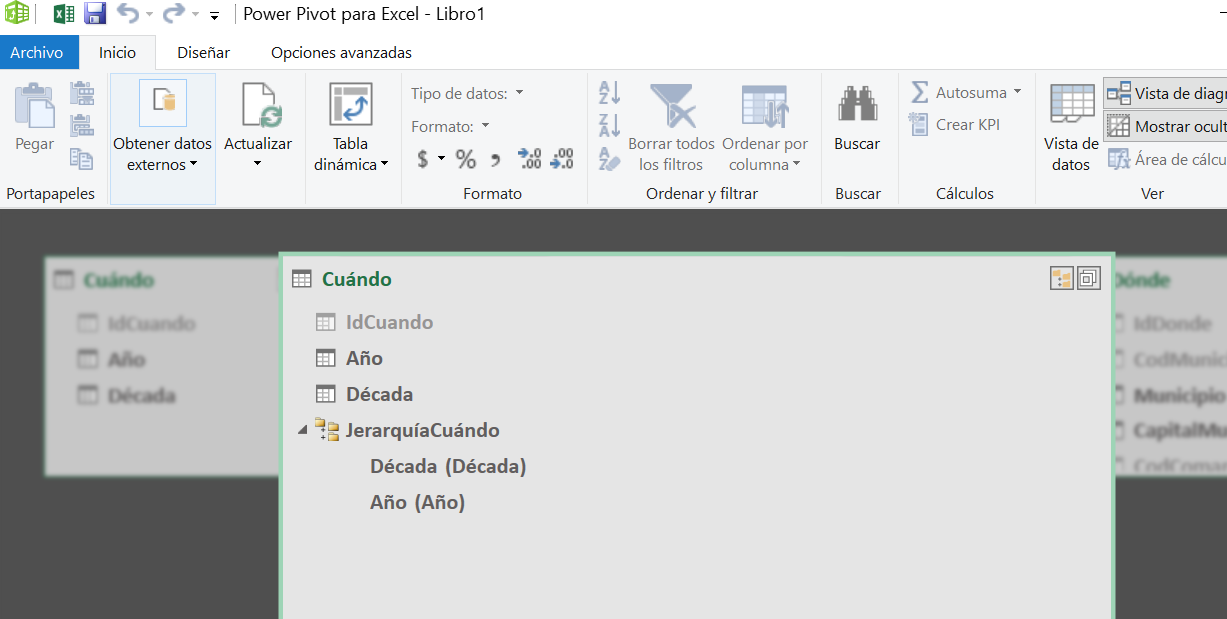 Power Pivot para Excel - Libro1
Archivo
Inicio
Diseñar
Opciones avanzadas
Pegar
Portapapeles
Obtener datos
externos
Actualizar
Tabla
dinámica
Tipo de datos:
Formato:
$ % , .00 .00
Formato
Borrar todos
los filtros
Ordenar por
columna
Ordenar y filtrar
Buscar
Buscar
Autosuma
Crear KPI
Cálculos
Vista de
datos
Vista de diagr
Mostrar ocult
Área de cálcu
Ver
Cuándo
IdCuando
Año
Década
Cuándo
IdCuando
Año
Década
JerarquíaCuándo
Década (Década)
Año (Año)
Dónde
IdDonde
CodMunic
Municipio
CapitalMu
CodComar